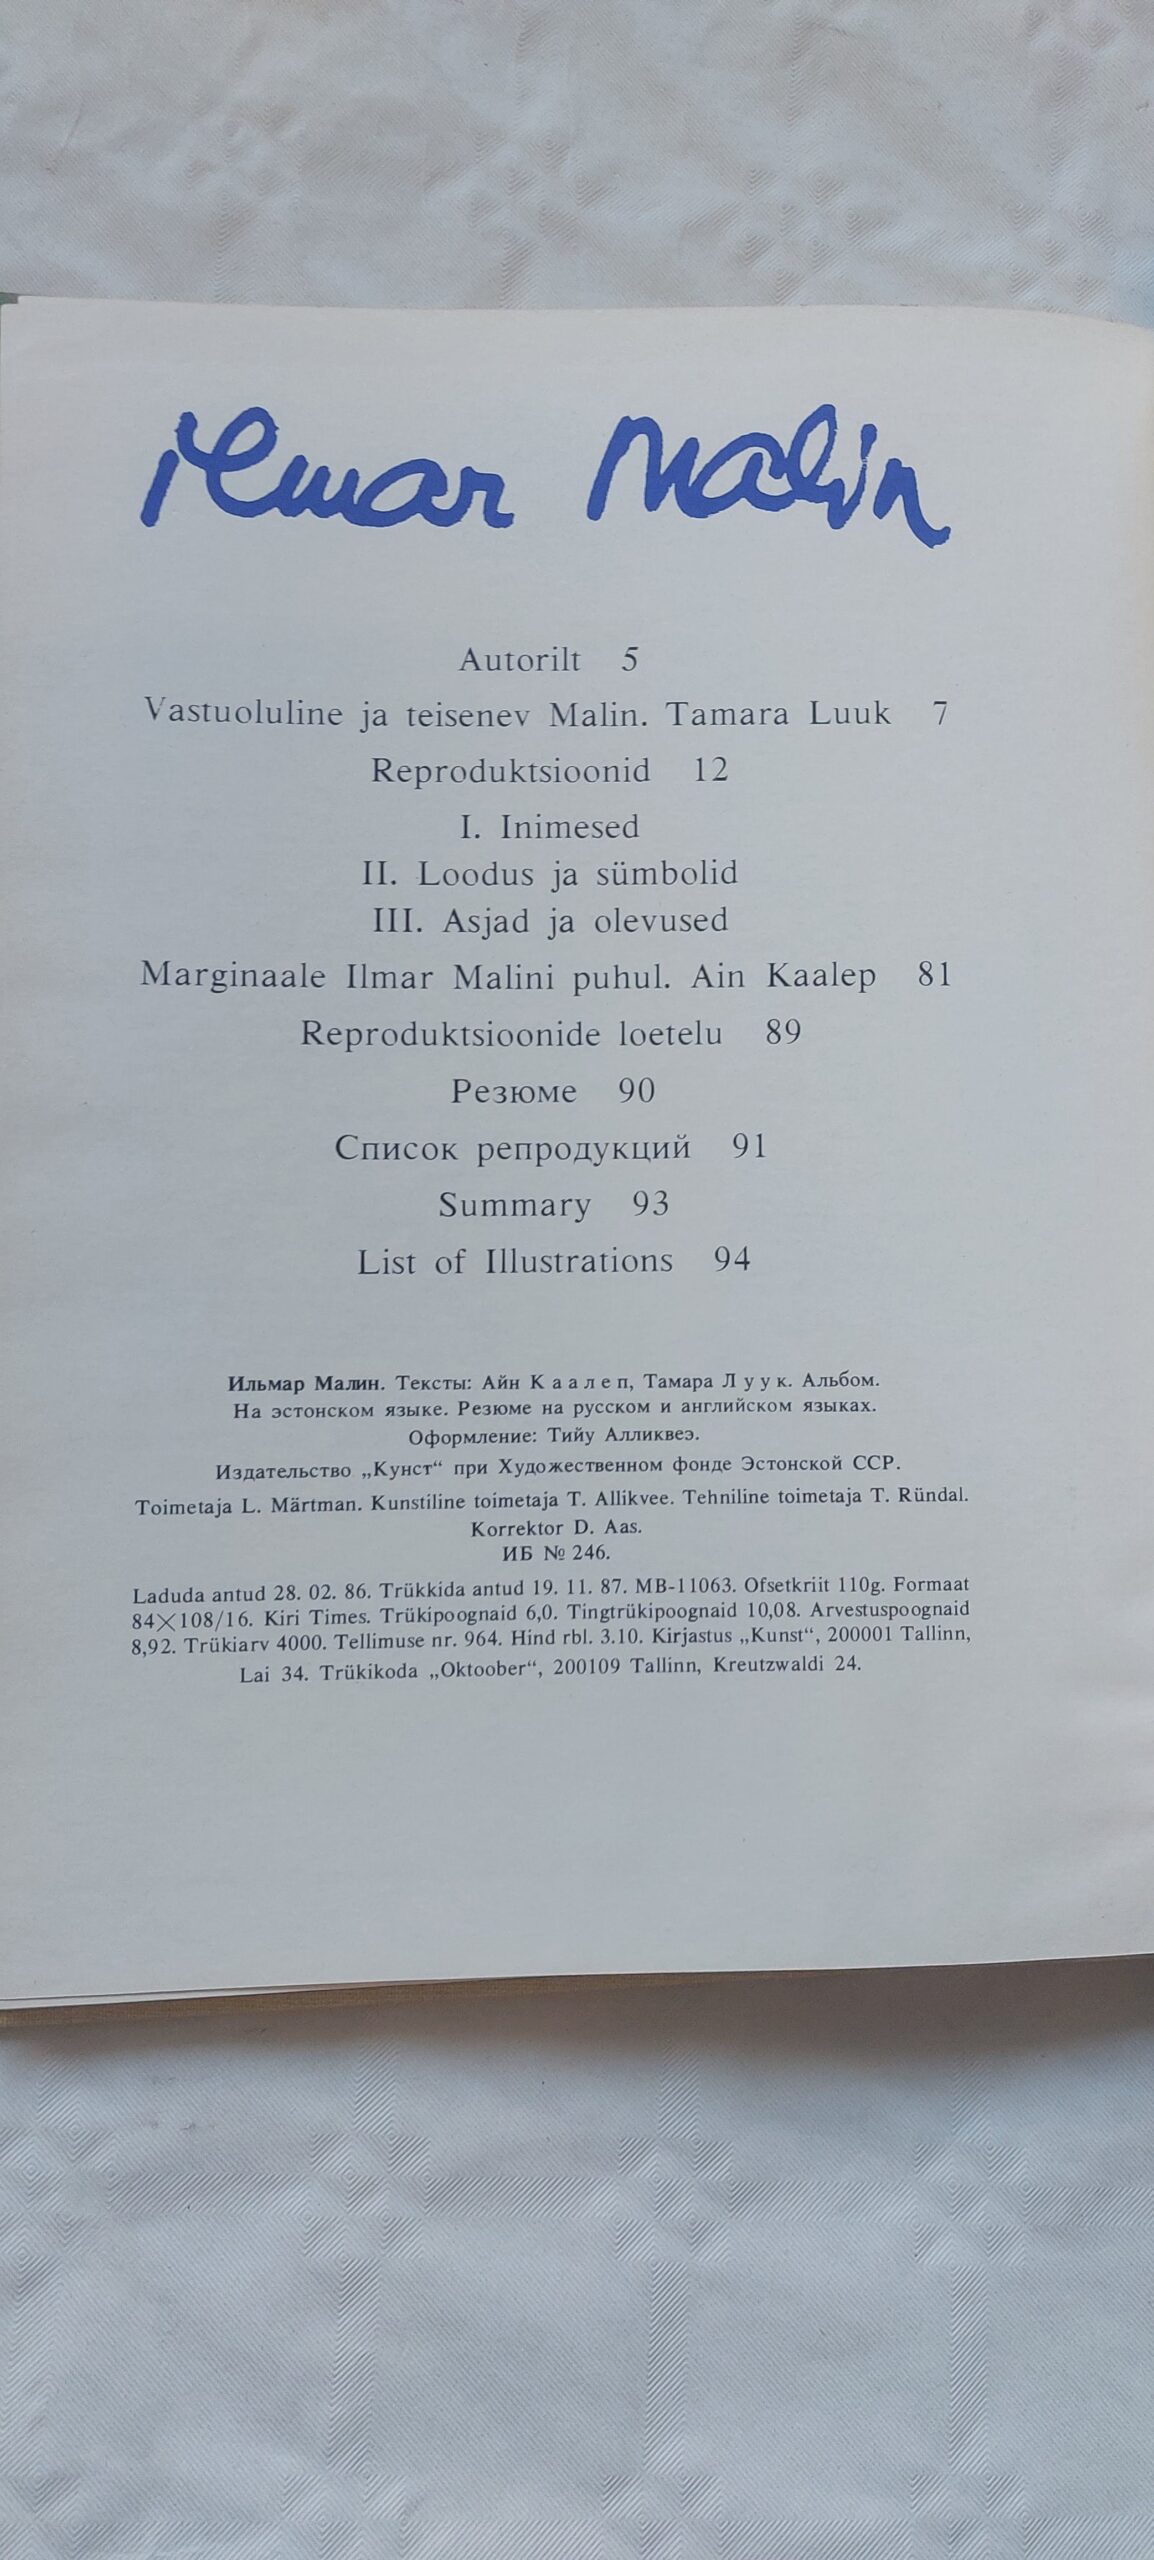 Ilmar Malin
Autorilt 5
Vastuoluline ja teisenev Malin. Tamara Luuk 7
Reproduktsioonid 12
I. Inimesed
II. Loodus ja sümbolid
III. Asjad ja olevused
Marginaale Ilmar Malini puhul. Ain Kaalep 81
Reproduktsioonide loetelu 89
Резюме 90
Список репродукций 91
Summary 93
List of Illustrations 94
Ильмар Малин. Тексты: Айн Каалеп, Тамара Луук. Альбом.
На эстонском языке. Резюме на русском и английском языках.
Оформление: Тийу Алликвеэ.
Издательство „Кунст“ при Художественном фонде Эстонской ССР.
Toimetaja L. Märtman. Kunstiline toimetaja T. Allikvee. Tehniline toimetaja T. Ründal.
Korrektor D. Aas.
ИБ № 246.
Laduda antud 28. 02. 86. Trükkida antud 19. 11. 87. MB-11063. Ofsetkriit 110g. Formaat
84×108/16. Kiri Times. Trükipoognaid 6,0. Tingtrükipoognaid 10,08. Arvestuspoognaid
8,92. Trükiarv 4000. Tellimuse nr. 964. Hind rbl. 3.10. Kirjastus „Kunst“, 200001 Tallinn,
Lai 34. Trükikoda „Oktoober“, 200109 Tallinn, Kreutzwaldi 24.